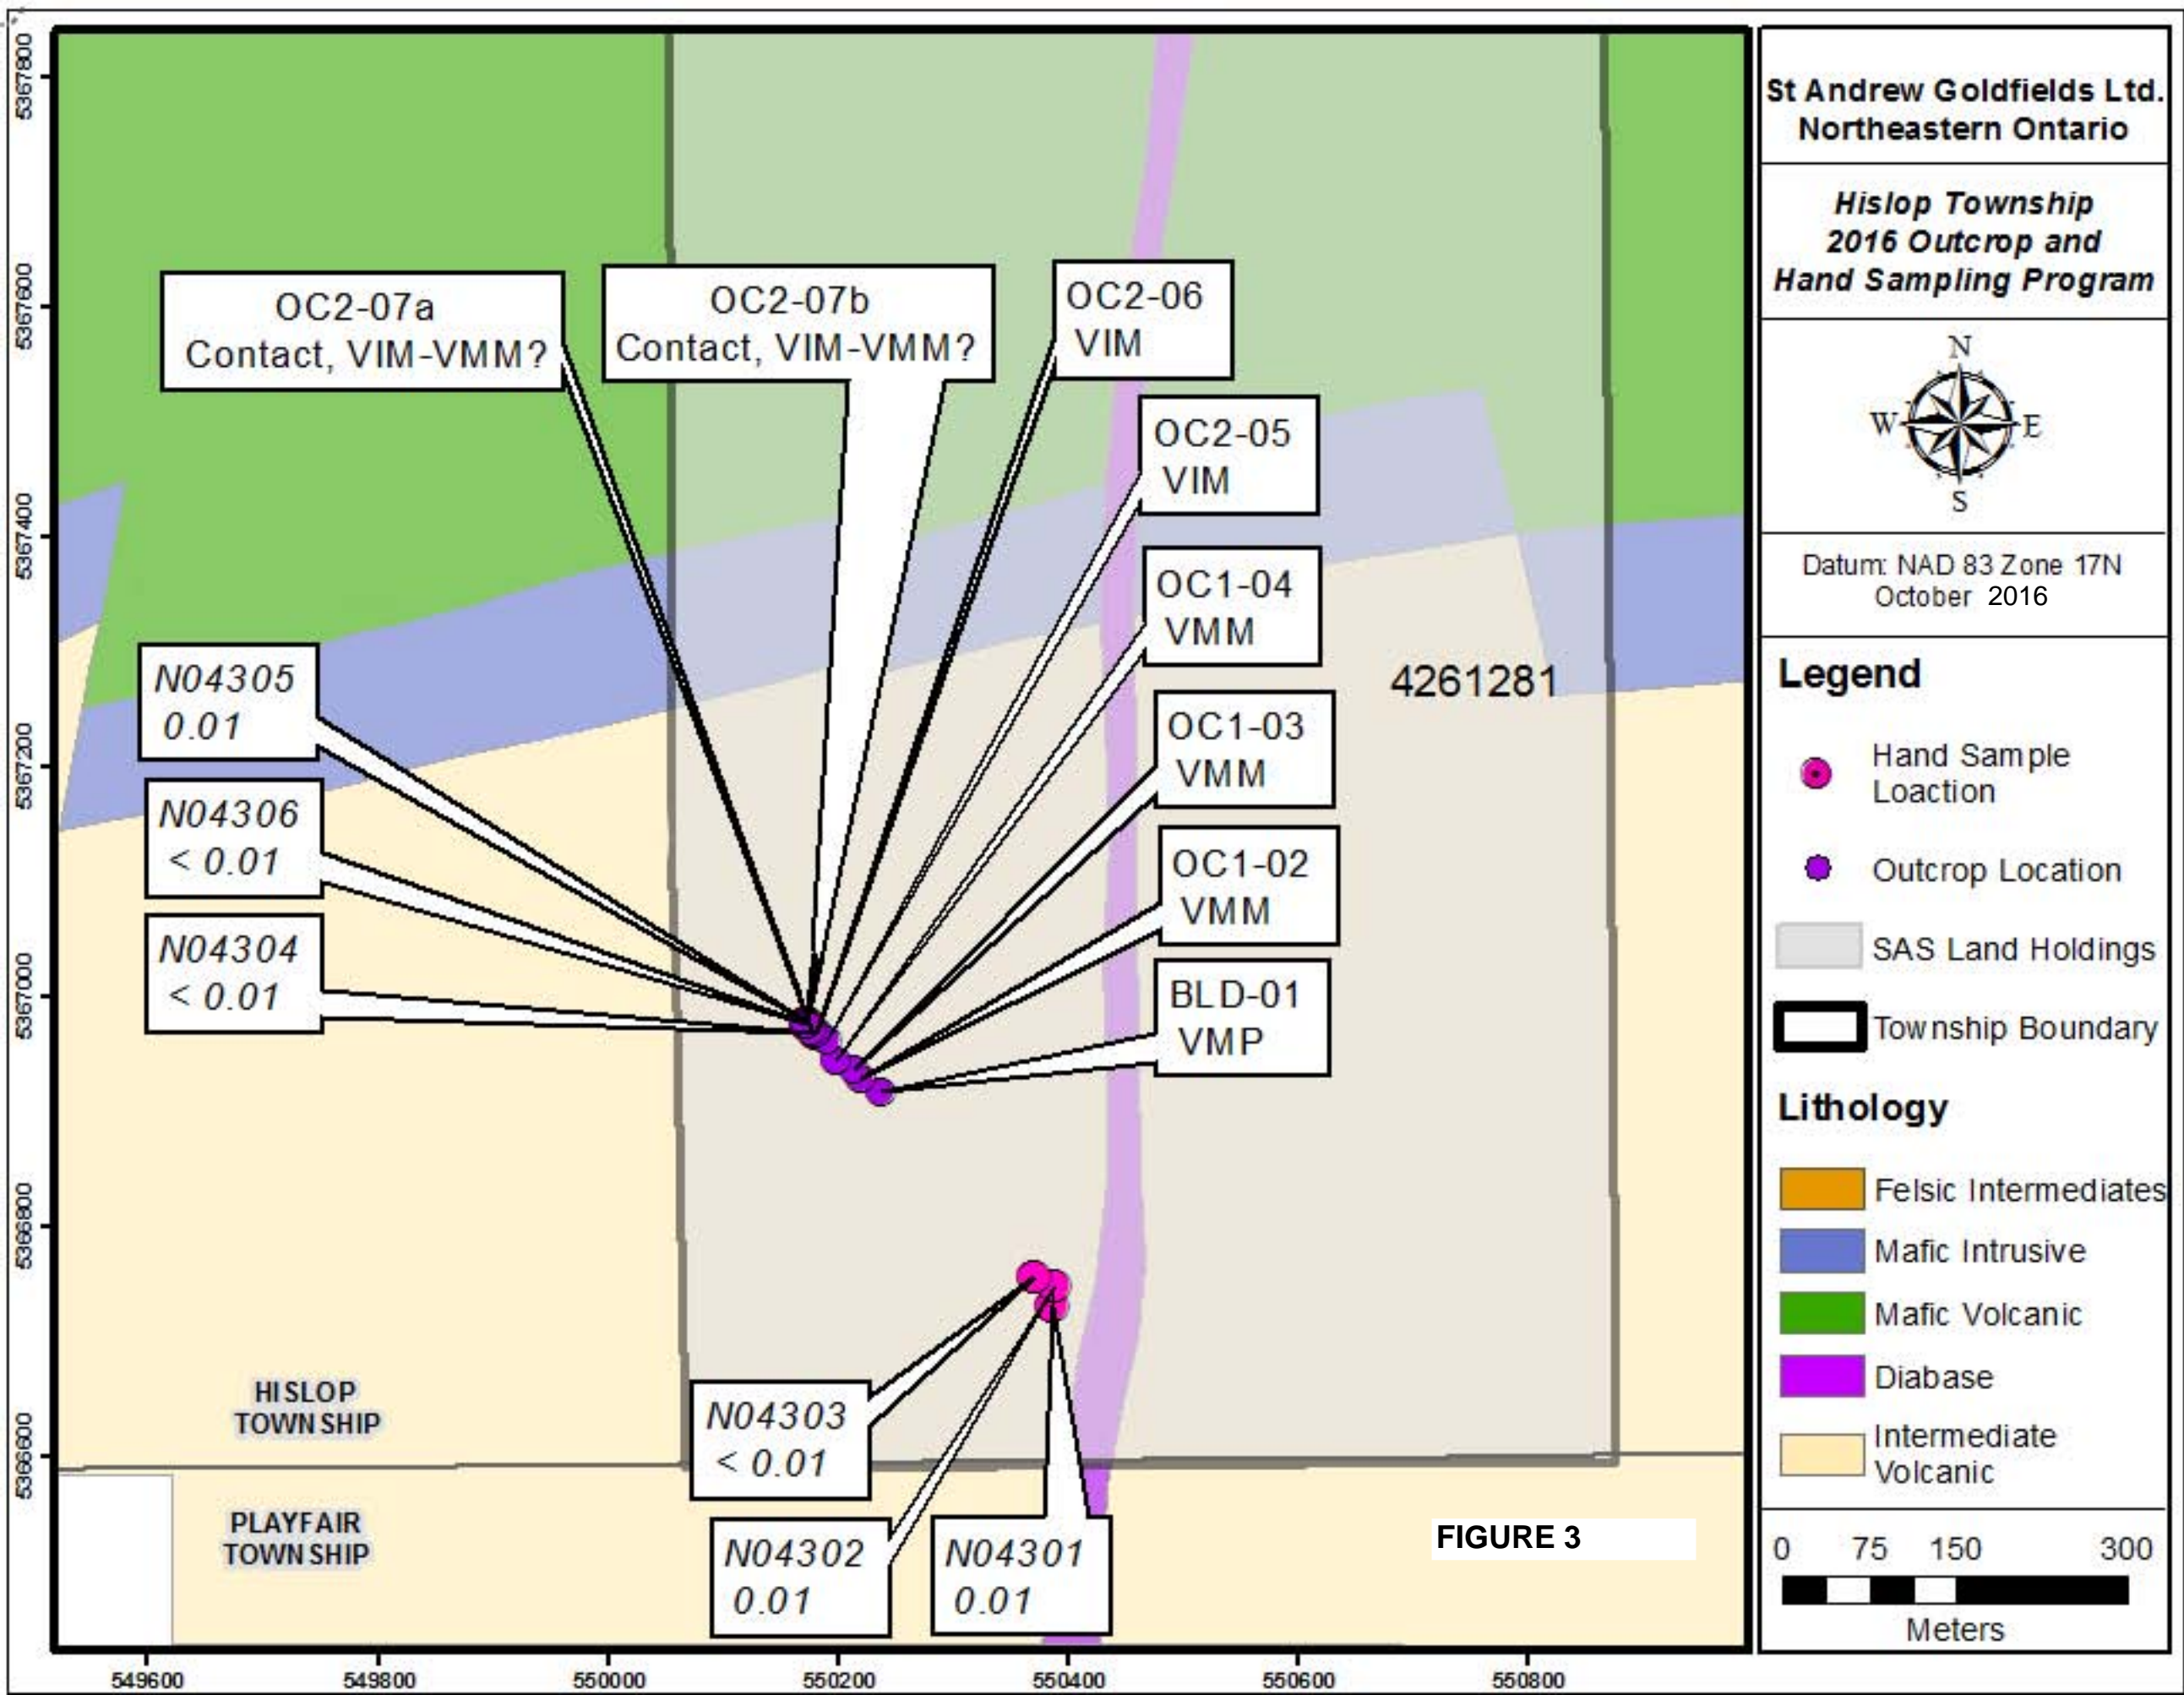 5367800
5367600
5367400
5367200
5367000
5366800
5366600
549600
549800
550000
550200
550400
550600
550800
OC2-07a
Contact, VIM-VMM?
OC2-07b
Contact, VIM-VMM?
OC2-06
VIM
OC2-05
VIM
OC1-04
VMM
OC1-03
VMM
OC1-02
VMM
BLD-01
VMP
4261281
N04305
0.01
N04306
< 0.01
N04304
< 0.01
N04303
< 0.01
N04302
0.01
N04301
0.01
HISLOP
TOWNSHIP
PLAYFAIR
TOWNSHIP
FIGURE 3
St Andrew Goldfields Ltd.
Northeastern Ontario
Hislop Township
2016 Outcrop and
Hand Sampling Program
N
W
E
S
Datum: NAD 83 Zone 17N
October 2016
Legend
Hand Sample
Loaction
Outcrop Location
SAS Land Holdings
Township Boundary
Lithology
Felsic Intermediates
Mafic Intrusive
Mafic Volcanic
Diabase
Intermediate
Volcanic
0 75 150 300
Meters